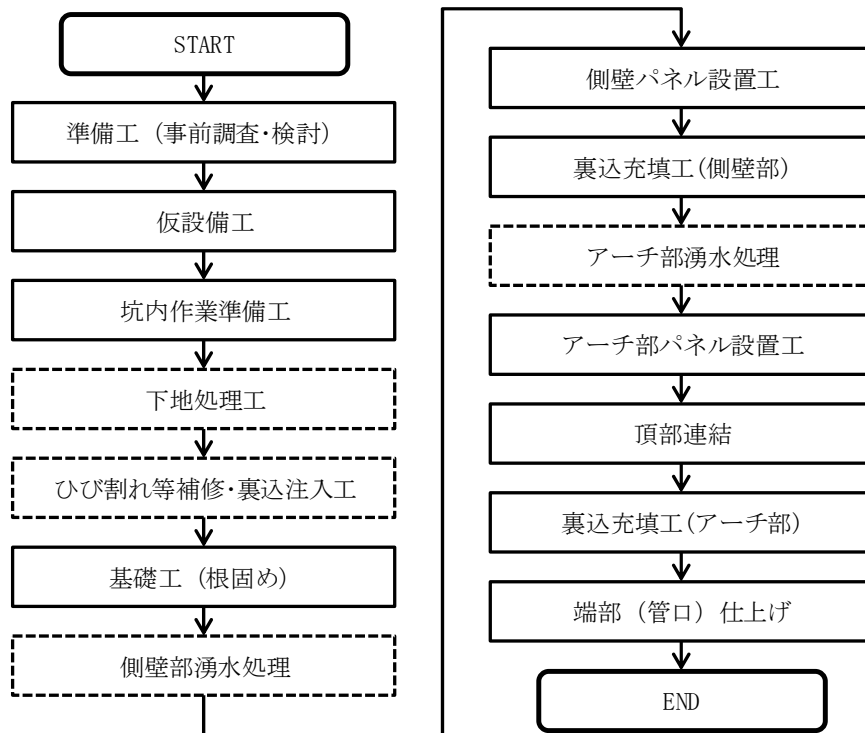 START
準備工（事前調査･検討）
仮設備工
坑内作業準備工
下地処理工
ひび割れ等補修･裏込注入工
基礎工（根固め）
側壁部湧水処理
側壁パネル設置工
裏込充填工(側壁部)
アーチ部湧水処理
アーチ部パネル設置工
頂部連結
裏込充填工(アーチ部)
端部（管口）仕上げ
END